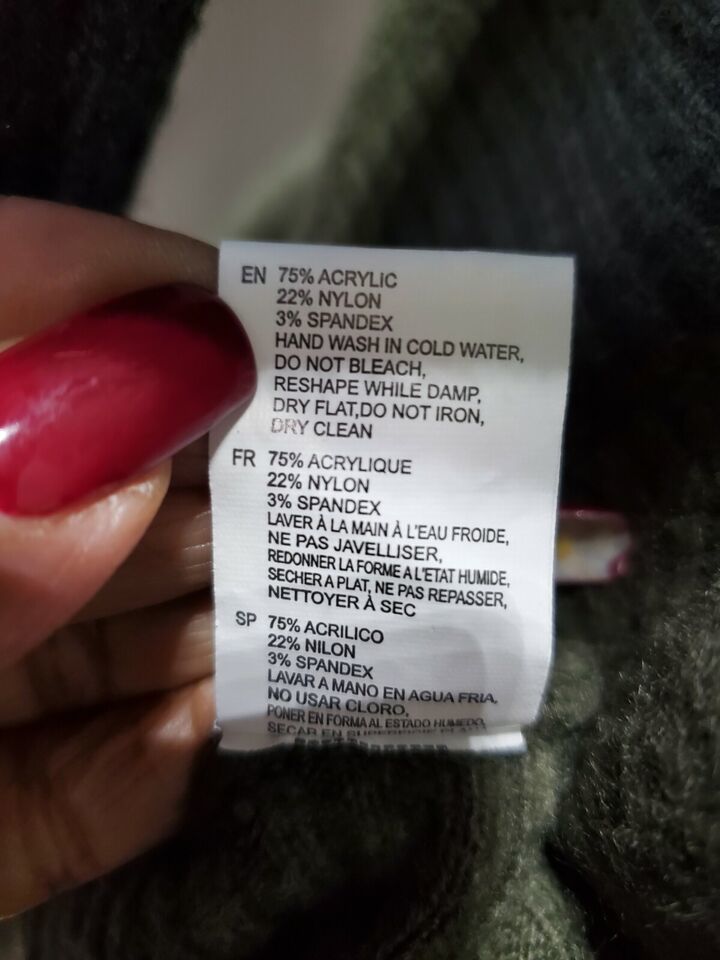 EN 75% ACRYLIC
22% NYLON
3% SPANDEX
HAND WASH IN COLD WATER,
DO NOT BLEACH,
RESHAPE WHILE DAMP,
DRY FLAT,DO NOT IRON,
DRY CLEAN
FR 75% ACRYLIQUE
22% NYLON
3% SPANDEX
LAVER À LA MAIN À L'EAU FROIDE,
NE PAS JAVELLISER,
REDONNER LA FORME A L'ETAT HUMIDE,
SECHER A PLAT, NE PAS REPASSER,
NETTOYER À SEC
SP 75% ACRILICO
22% NILON
3% SPANDEX
LAVAR A MANO EN AGUA FRIA,
NO USAR CLORO,
PONER EN FORMA AL ESTADO HUMEDO,
SECAR EN SUPERFICIE